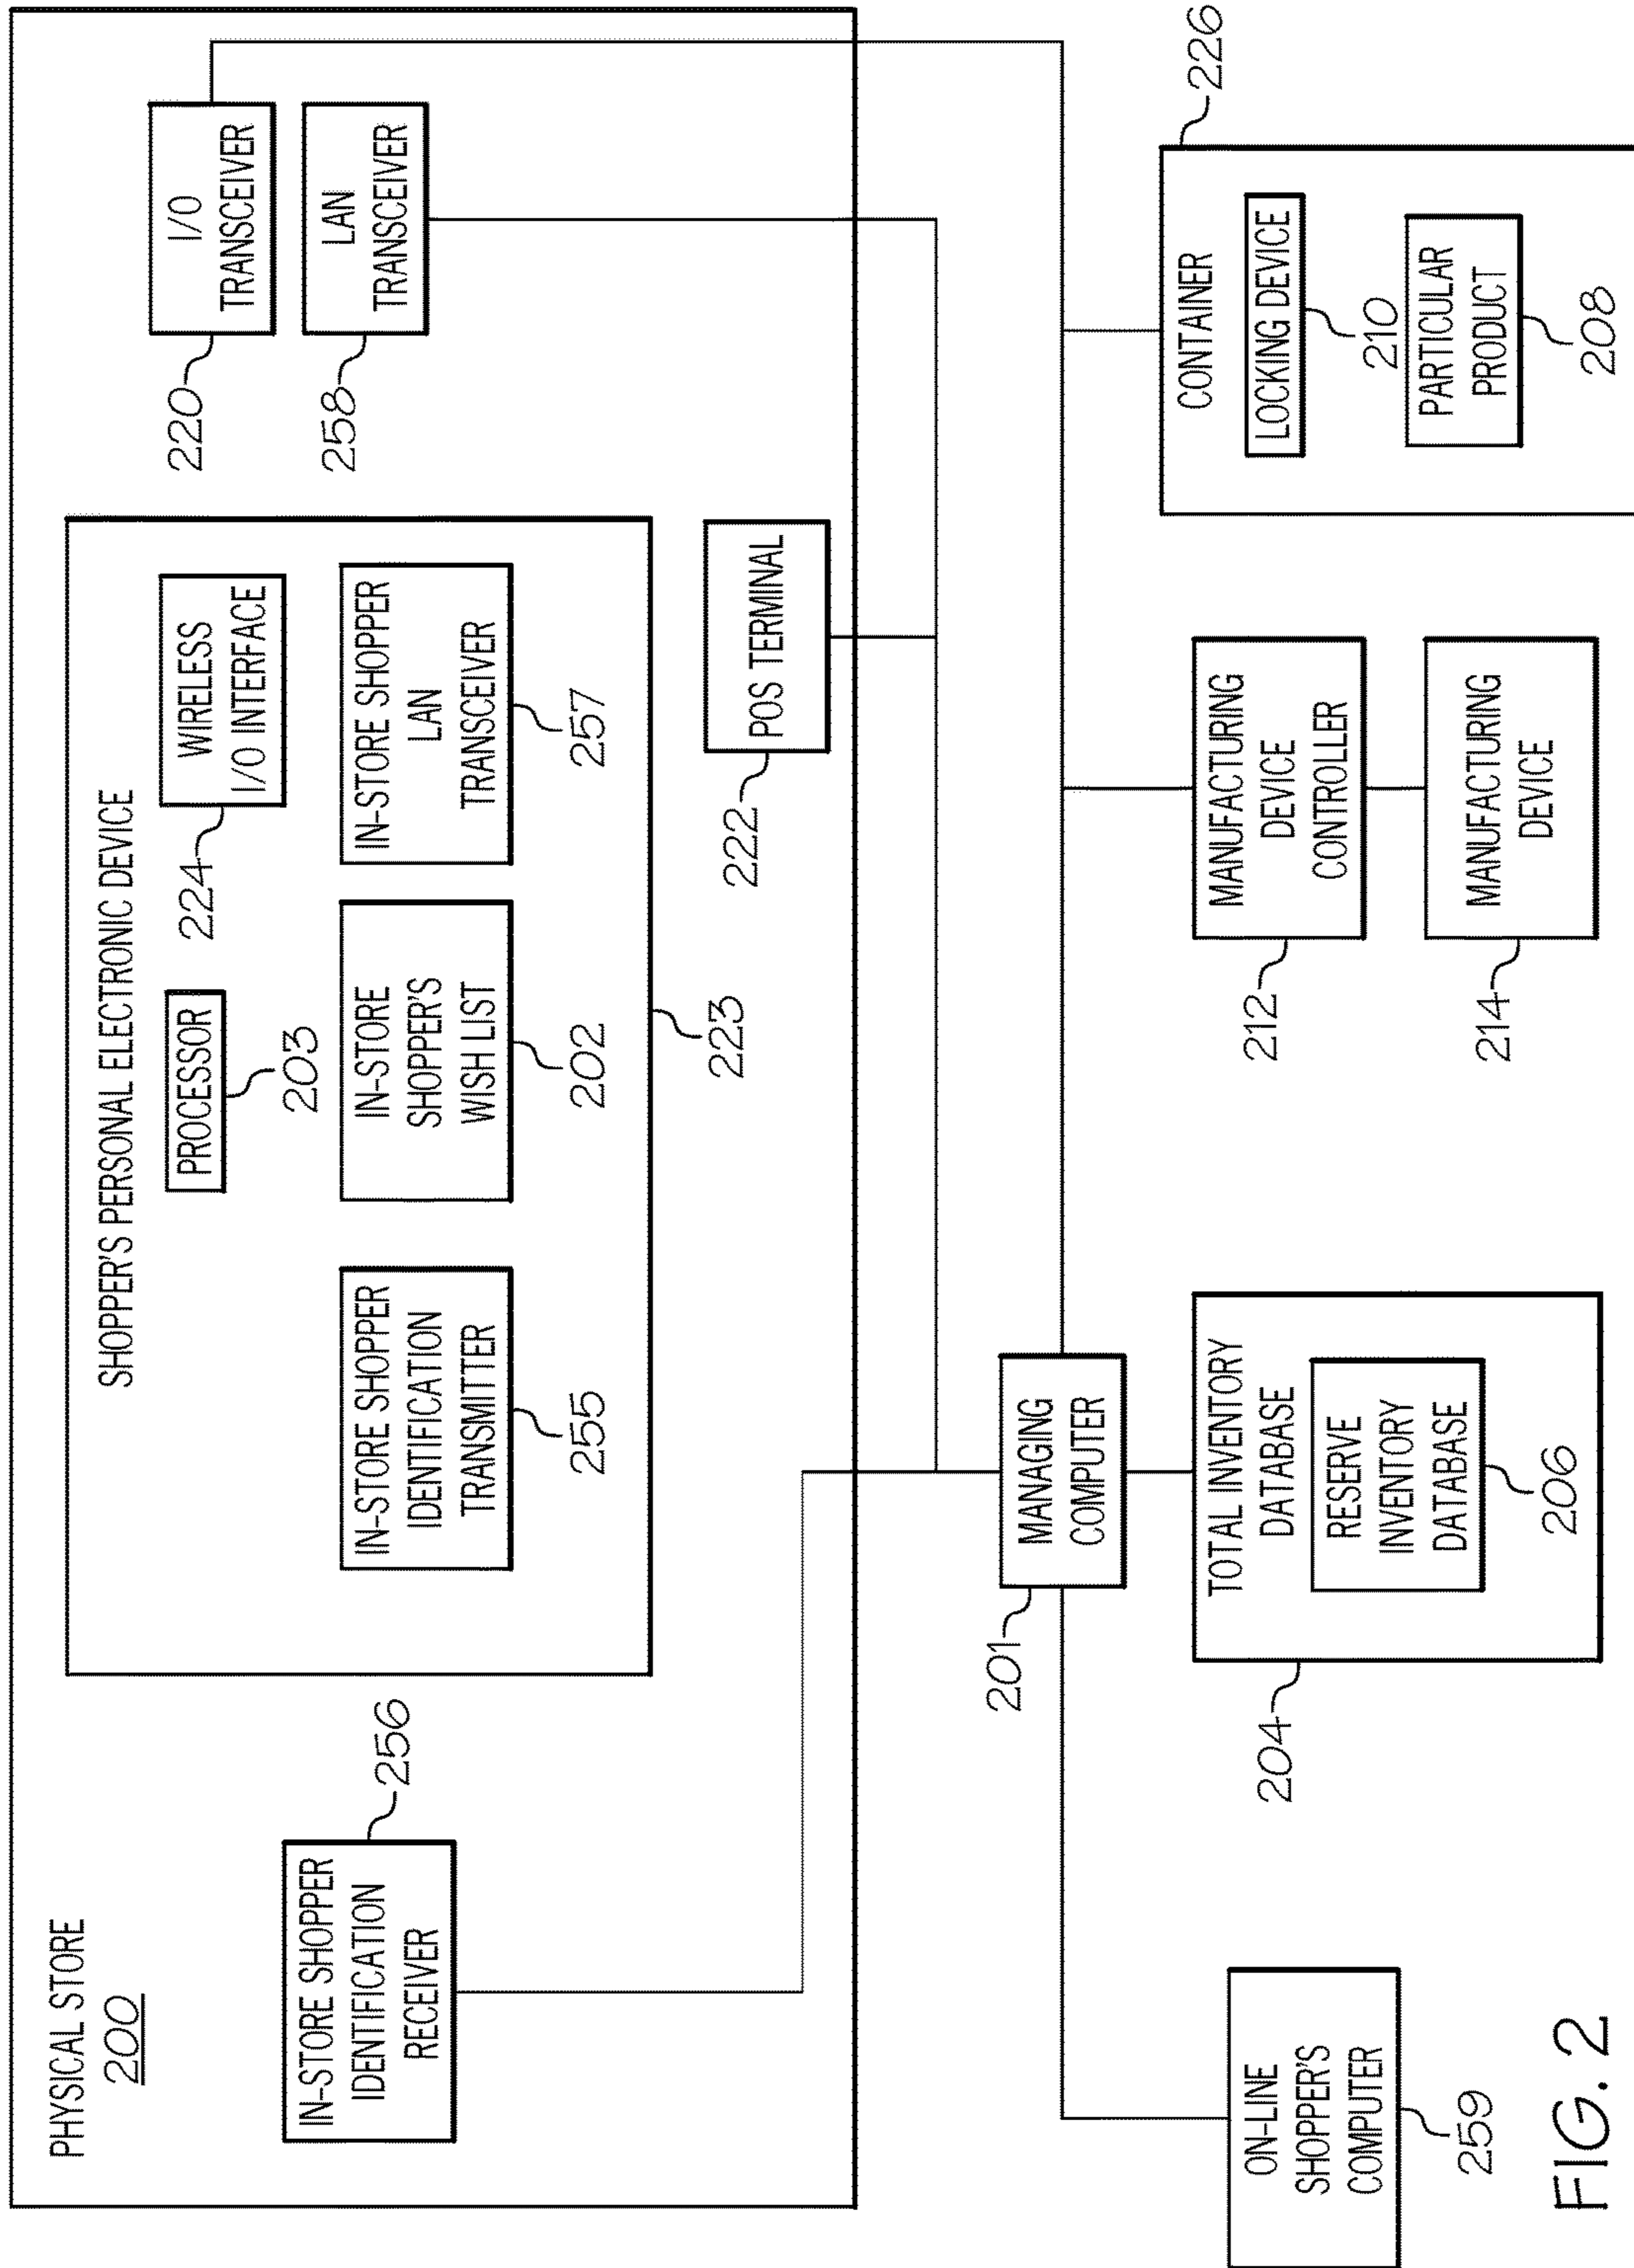 PHYSICAL STORE
200
IN-STORE SHOPPER
IDENTIFICATION
RECEIVER
256
SHOPPER'S PERSONAL ELECTRONIC DEVICE
PROCESSOR
203
WIRELESS
I/O INTERFACE
224
IN-STORE SHOPPER
IDENTIFICATION
TRANSMITTER
255
IN-STORE
SHOPPER'S
WISH LIST
202
IN-STORE SHOPPER
LAN
TRANSCEIVER
257
223
I/O
TRANSCEIVER
220
LAN
TRANSCEIVER
258
POS TERMINAL
222
MANAGING
COMPUTER
201
ON-LINE
SHOPPER'S
COMPUTER
259
TOTAL INVENTORY
DATABASE
RESERVE
INVENTORY
DATABASE
206
204
MANUFACTURING
DEVICE
CONTROLLER
212
MANUFACTURING
DEVICE
214
CONTAINER
226
LOCKING DEVICE
210
PARTICULAR
PRODUCT
208
FIG. 2